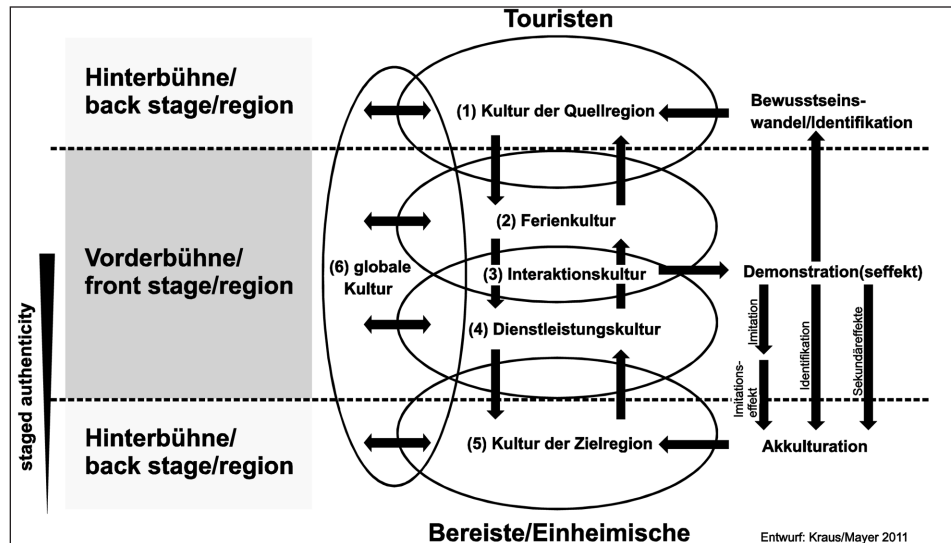 Touristen
Hinterbühne/
back stage/region
(1) Kultur der Quellregion
Bewusstseins-
wandel/Identifikation
(2) Ferienkultur
Vorderbühne/
front stage/region
(6) globale
Kultur
(3) Interaktionskultur
Demonstration(seffekt)
(4) Dienstleistungskultur
Imitation
Imitations-
effekt
Identifikation
Sekundäreffekte
staged authenticity
Hinterbühne/
back stage/region
(5) Kultur der Zielregion
Akkulturation
Bereiste/Einheimische
Entwurf: Kraus/Mayer 2011